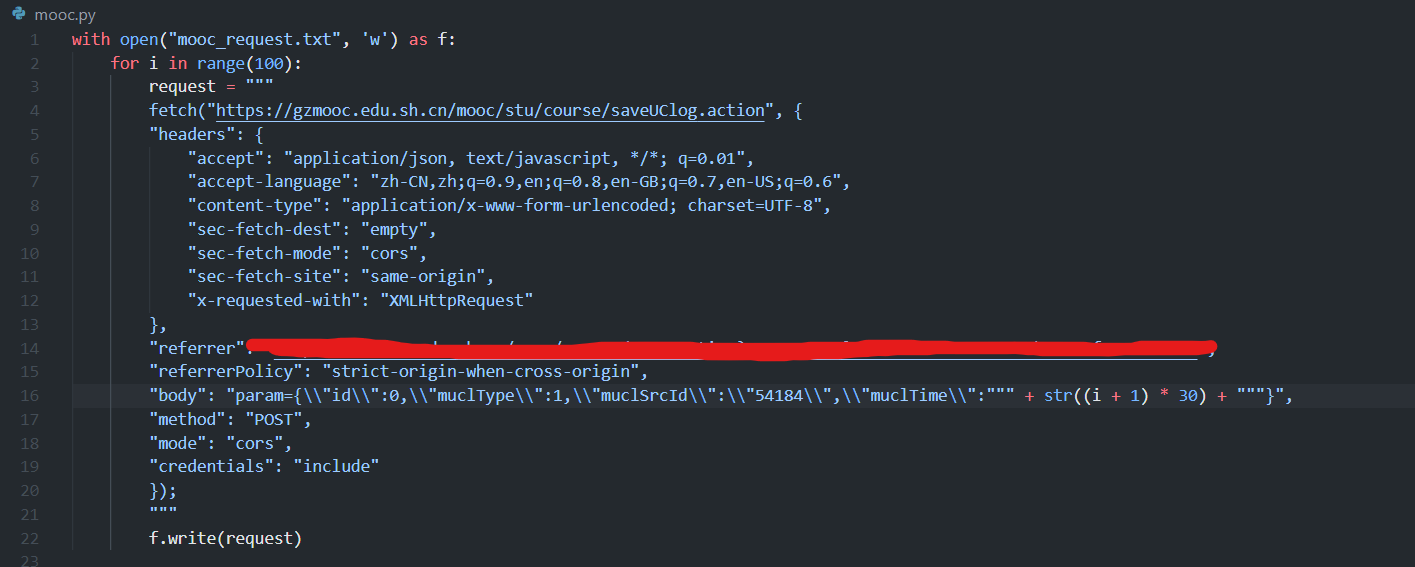 mooc.py
1 with open("mooc_request.txt", 'w') as f:
2 for i in range(100):
3 request = """
4 fetch("https://gzmooc.edu.sh.cn/mooc/stu/course/saveUClog.action", {
5 "headers": {
6 "accept": "application/json, text/javascript, */*; q=0.01",
7 "accept-language": "zh-CN,zh;q=0.9,en;q=0.8,en-GB;q=0.7,en-US;q=0.6",
8 "content-type": "application/x-www-form-urlencoded; charset=UTF-8",
9 "sec-fetch-dest": "empty",
10 "sec-fetch-mode": "cors",
11 "sec-fetch-site": "same-origin",
12 "x-requested-with": "XMLHttpRequest"
13 },
14 "referrer":
15 "referrerPolicy": "strict-origin-when-cross-origin",
16 "body": "param={\\"id\\":0,\\"muclType\\":1,\\"muclSrcId\\":\\"54184\\",\\"muclTime\\":""" + str((i + 1) * 30) + """}",
17 "method": "POST",
18 "mode": "cors",
19 "credentials": "include"
20 });
21 """
22 f.write(request)
23